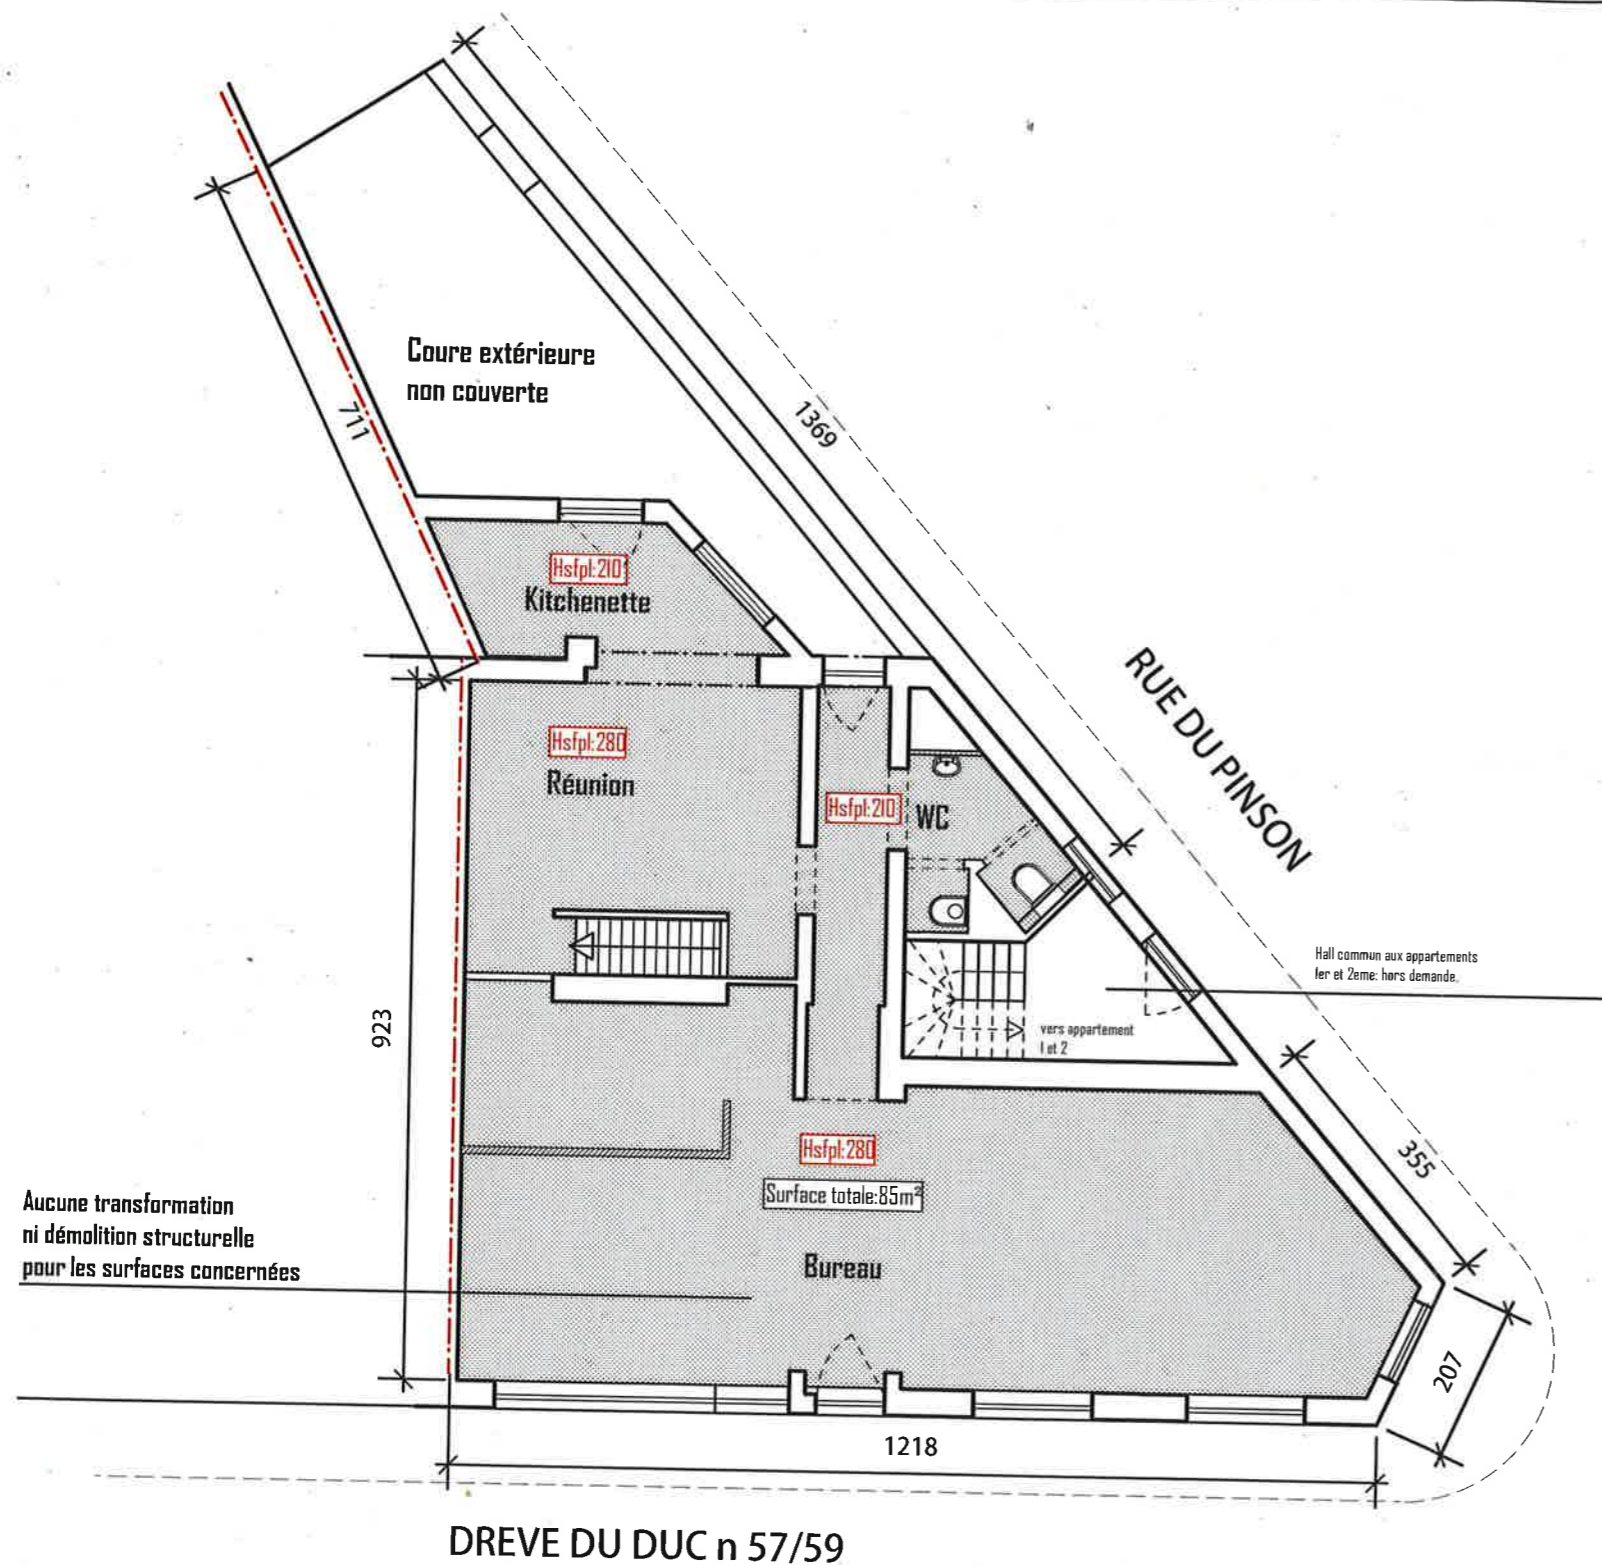 Coure extérieure
non couverte
711
1369
Hsfpl:210
Kitchenette
RUE DU PINSON
Hsfpl:280
Réunion
Hsfpl:210
WC
Hall commun aux appartements
1er et 2eme: hors demande.
923
vers appartement
1 et 2
Hsfpl:280
Surface totale:85m²
355
Aucune transformation
ni démolition structurelle
pour les surfaces concernées
Bureau
207
1218
DREVE DU DUC n 57/59